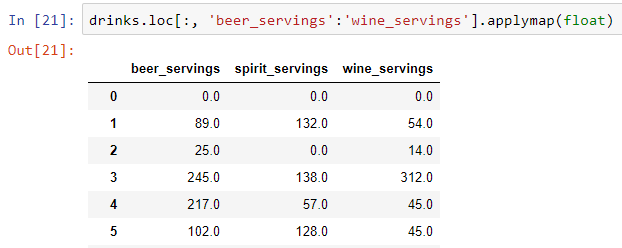 In [21]: drinks.loc[:, 'beer_servings':'wine_servings'].applymap(float)
Out[21]:
beer_servings spirit_servings wine_servings
0 0.0 0.0 0.0
1 89.0 132.0 54.0
2 25.0 0.0 14.0
3 245.0 138.0 312.0
4 217.0 57.0 45.0
5 102.0 128.0 45.0